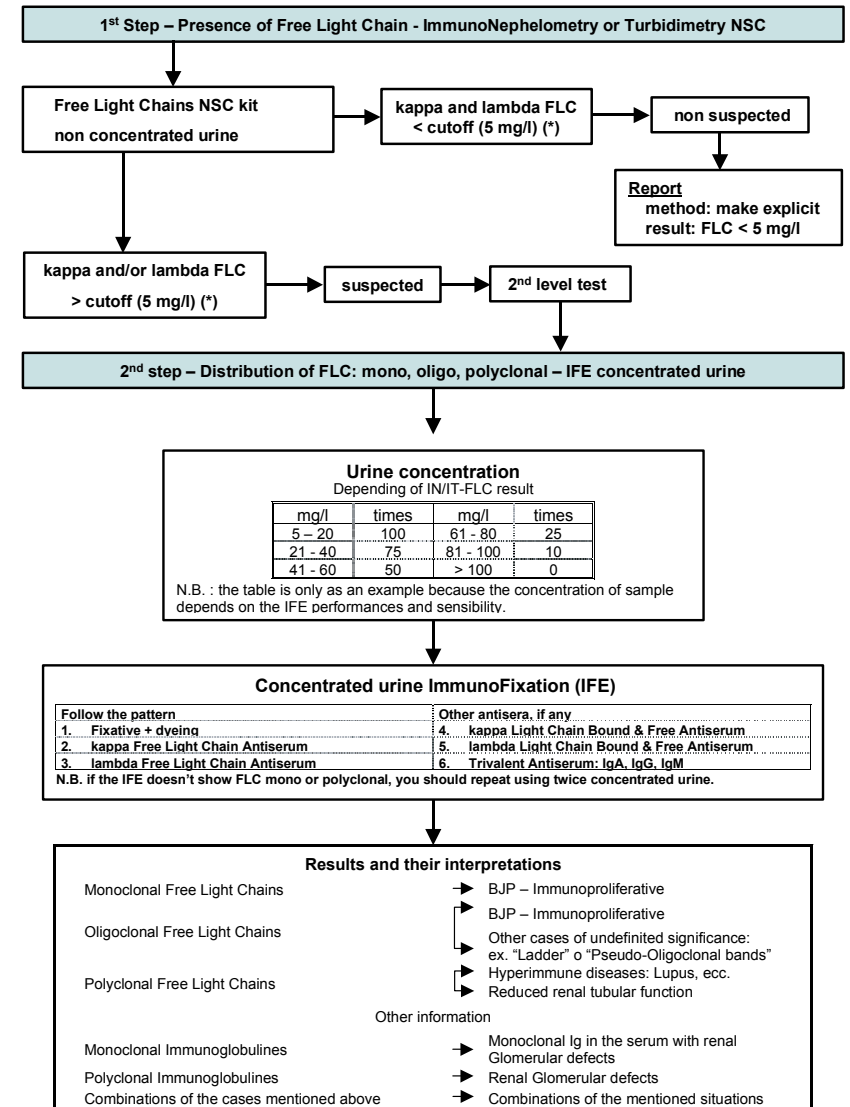 1st Step – Presence of Free Light Chain - ImmunoNephelometry or Turbidimetry NSC
Free Light Chains NSC kit
non concentrated urine
kappa and lambda FLC
< cutoff (5 mg/l) (*)
non suspected
Report
method: make explicit
result: FLC < 5 mg/l
kappa and/or lambda FLC
> cutoff (5 mg/l) (*)
suspected
2nd level test
2nd step – Distribution of FLC: mono, oligo, polyclonal – IFE concentrated urine
Urine concentration
Depending of IN/IT-FLC result
mg/l times mg/l times
5 – 20 100 61 - 80 25
21 - 40 75 81 - 100 10
41 - 60 50 > 100 0
N.B. : the table is only as an example because the concentration of sample
depends on the IFE performances and sensibility.
Concentrated urine ImmunoFixation (IFE)
Follow the pattern Other antisera, if any
1. Fixative + dyeing 4. kappa Light Chain Bound & Free Antiserum
2. kappa Free Light Chain Antiserum 5. lambda Light Chain Bound & Free Antiserum
3. lambda Free Light Chain Antiserum 6. Trivalent Antiserum: IgA, IgG, IgM
N.B. if the IFE doesn't show FLC mono or polyclonal, you should repeat using twice concentrated urine.
Results and their interpretations
Monoclonal Free Light Chains BJP – Immunoproliferative
Oligoclonal Free Light Chains BJP – Immunoproliferative
Other cases of undefinited significance:
ex. "Ladder" o "Pseudo-Oligoclonal bands"
Polyclonal Free Light Chains Hyperimmune diseases: Lupus, ecc.
Reduced renal tubular function
Other information
Monoclonal Immunoglobulines Monoclonal Ig in the serum with renal
Glomerular defects
Polyclonal Immunoglobulines Renal Glomerular defects
Combinations of the cases mentioned above Combinations of the mentioned situations